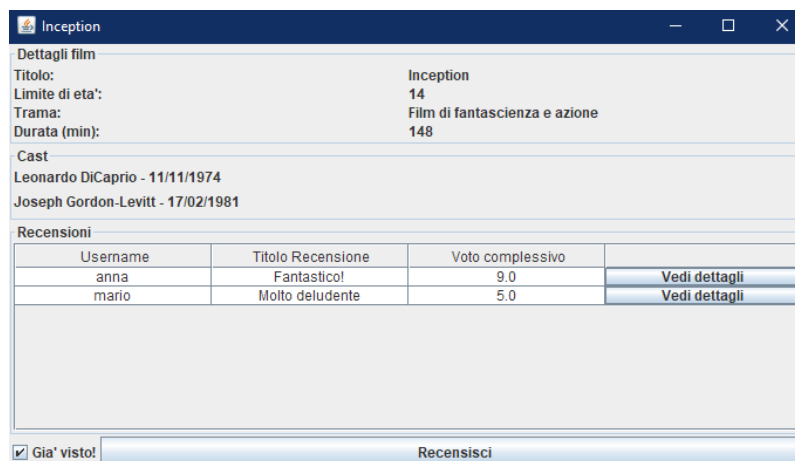 Inception
Dettagli film
Titolo: Inception
Limite di eta': 14
Trama: Film di fantascienza e azione
Durata (min): 148
Cast
Leonardo DiCaprio - 11/11/1974
Joseph Gordon-Levitt - 17/02/1981
Recensioni
Username Titolo Recensione Voto complessivo
anna Fantastico! 9.0 Vedi dettagli
mario Molto deludente 5.0 Vedi dettagli
Gia' visto! Recensisci